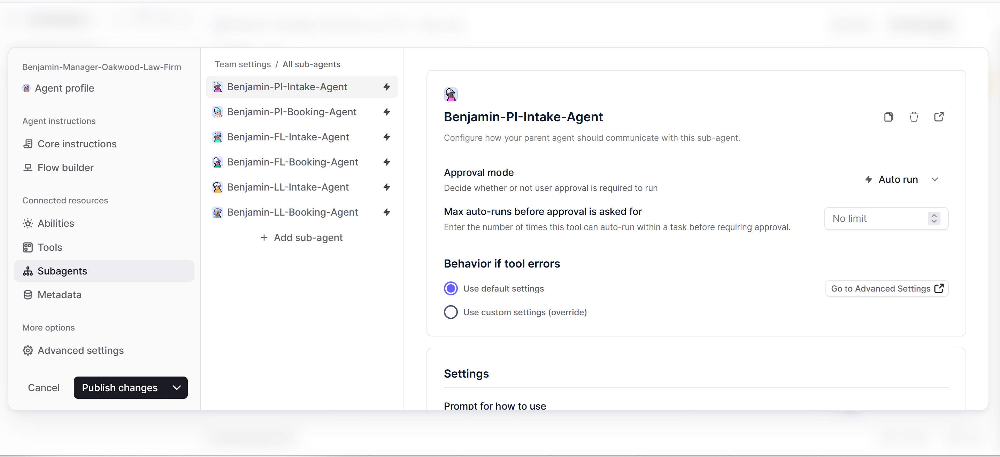 Benjamin-Manager-Oakwood-Law-Firm
Agent profile
Agent instructions
Core instructions
Flow builder
Connected resources
Abilities
Tools
Subagents
Metadata
More options
Advanced settings
Cancel
Publish changes
Team settings / All sub-agents
Benjamin-PI-Intake-Agent
Benjamin-PI-Booking-Agent
Benjamin-FL-Intake-Agent
Benjamin-FL-Booking-Agent
Benjamin-LL-Intake-Agent
Benjamin-LL-Booking-Agent
+ Add sub-agent
Benjamin-PI-Intake-Agent
Configure how your parent agent should communicate with this sub-agent.
Approval mode
Decide whether or not user approval is required to run
Auto run
Max auto-runs before approval is asked for
Enter the number of times this tool can auto-run within a task before requiring approval.
No limit
Behavior if tool errors
Use default settings
Go to Advanced Settings
Use custom settings (override)
Settings
Prompt for how to use